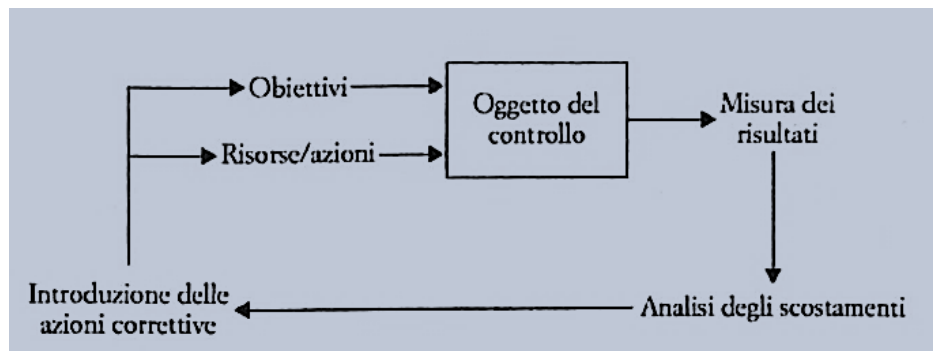 Obiettivi
Risorse/azioni
Oggetto del
controllo
Misura dei
risultati
Introduzione delle
azioni correttive
Analisi degli scostamenti